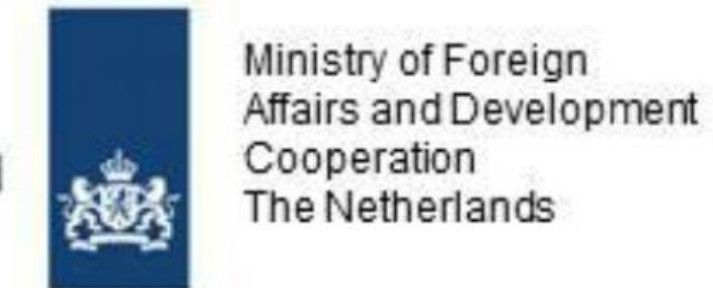 Ministry of Foreign
Affairs and Development
Cooperation
The Netherlands